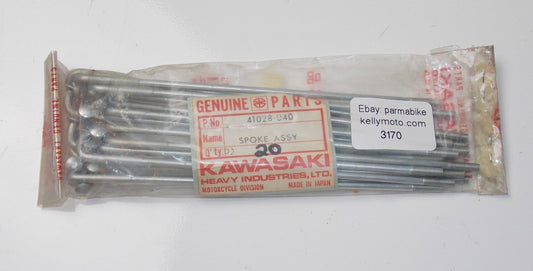 GENUINE PARTS
P.No 41028-040
Name SPOKE ASSY
Q'ty 20
KAWASAKI
HEAVY INDUSTRIES, LTD.
MOTORCYCLE DIVISION MADE IN JAPAN
Ebay: parmabike
kellymoto.com
3170